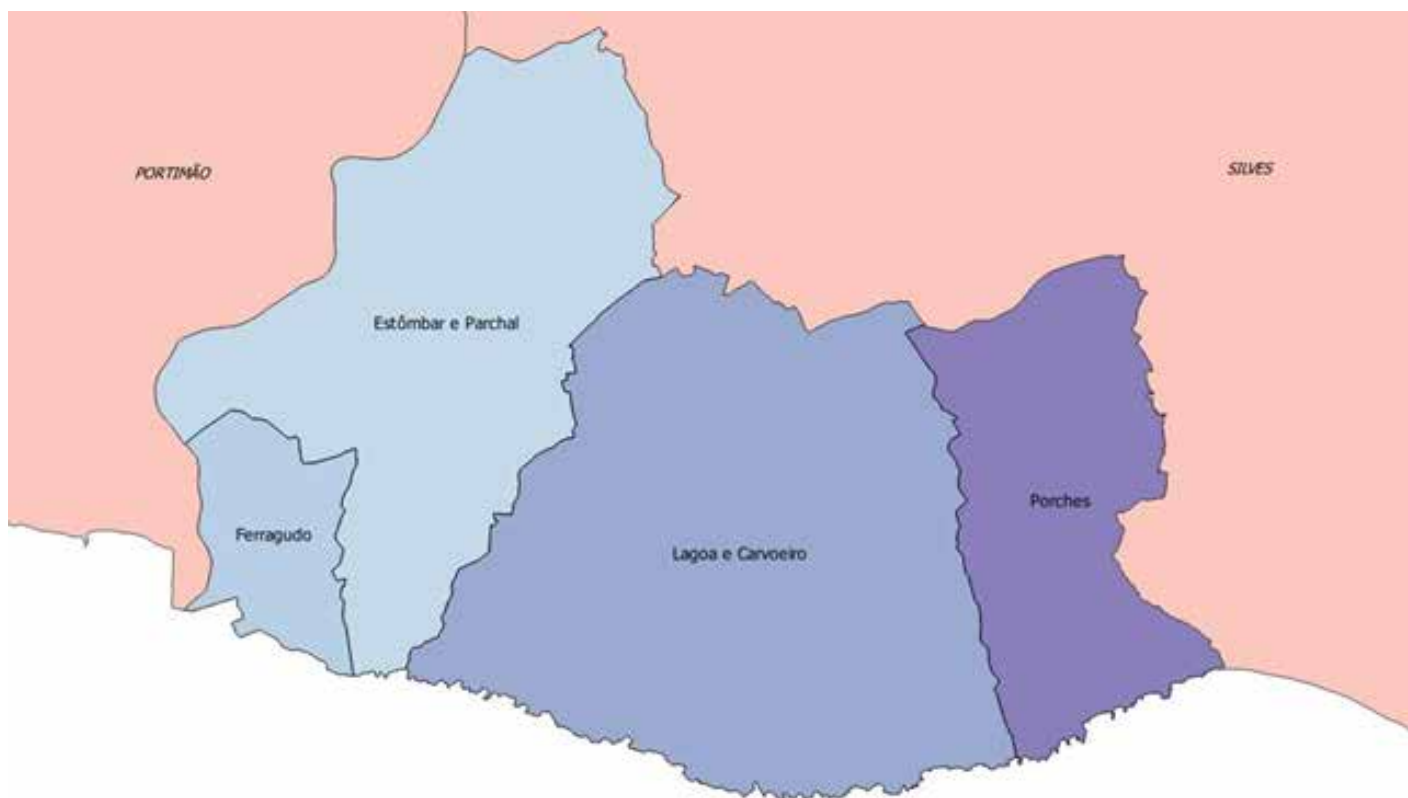 PORTIMÃO
SILVES
Estômbar e Parchal
Porches
Ferragudo
Lagoa e Carvoeiro